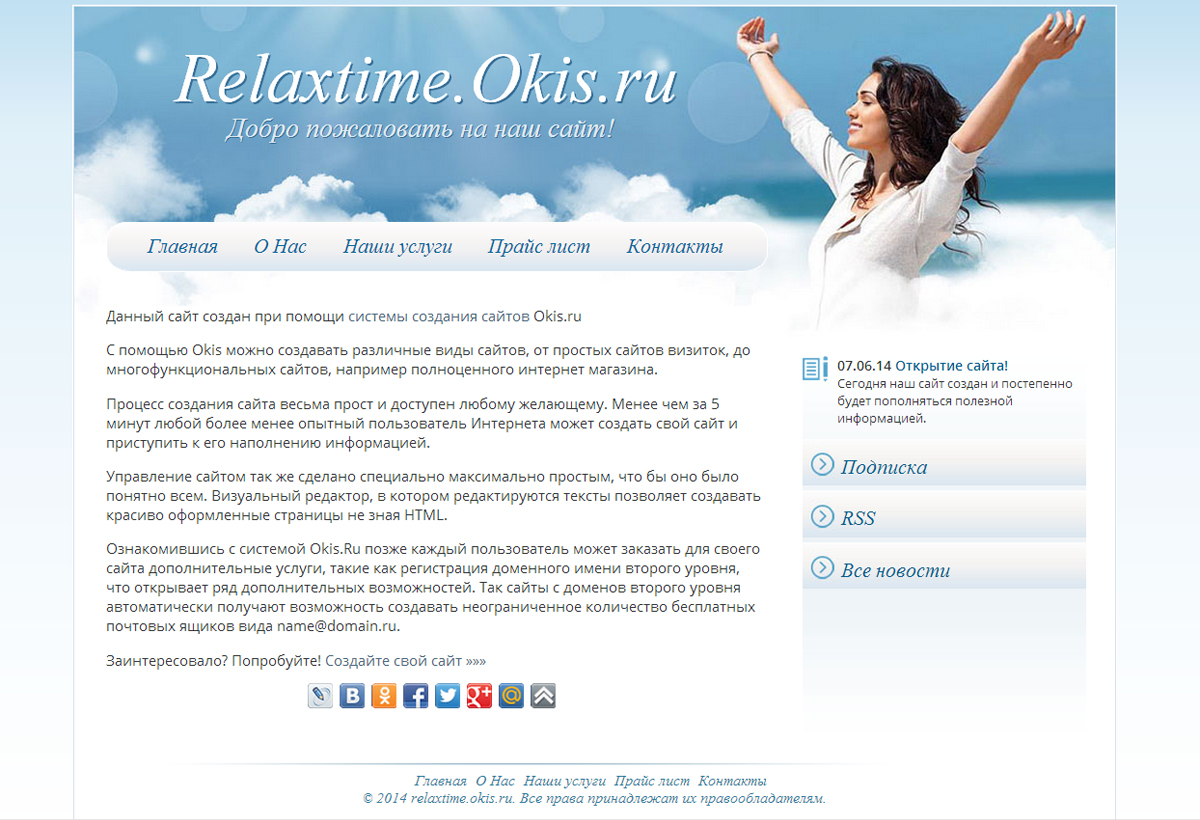 Relaxtime.Okis.ru
Добро пожаловать на наш сайт!
Главная О Нас Наши услуги Прайс лист Контакты
Данный сайт создан при помощи системы создания сайтов Okis.ru
С помощью Okis можно создавать различные виды сайтов, от простых сайтов визиток, до
многофункциональных сайтов, например полноценного интернет магазина.
Процесс создания сайта весьма прост и доступен любому желающему. Менее чем за 5
минут любой более менее опытный пользователь Интернета может создать свой сайт и
приступить к его наполнению информацией.
Управление сайтом так же сделано специально максимально простым, что бы оно было
понятно всем. Визуальный редактор, в котором редактируются тексты позволяет создавать
красиво оформленные страницы не зная HTML.
Ознакомившись с системой Okis.Ru позже каждый пользователь может заказать для своего
сайта дополнительные услуги, такие как регистрация доменного имени второго уровня,
что открывает ряд дополнительных возможностей. Так сайты с доменов второго уровня
автоматически получают возможность создавать неограниченное количество бесплатных
почтовых ящиков вида name@domain.ru.
Заинтересовало? Попробуйте! Создайте свой сайт »»»
07.06.14 Открытие сайта!
Сегодня наш сайт создан и постепенно
будет пополняться полезной
информацией.
Подписка
RSS
Все новости
Главная О Нас Наши услуги Прайс лист Контакты
© 2014 relaxtime.okis.ru. Все права принадлежат их правообладателям.